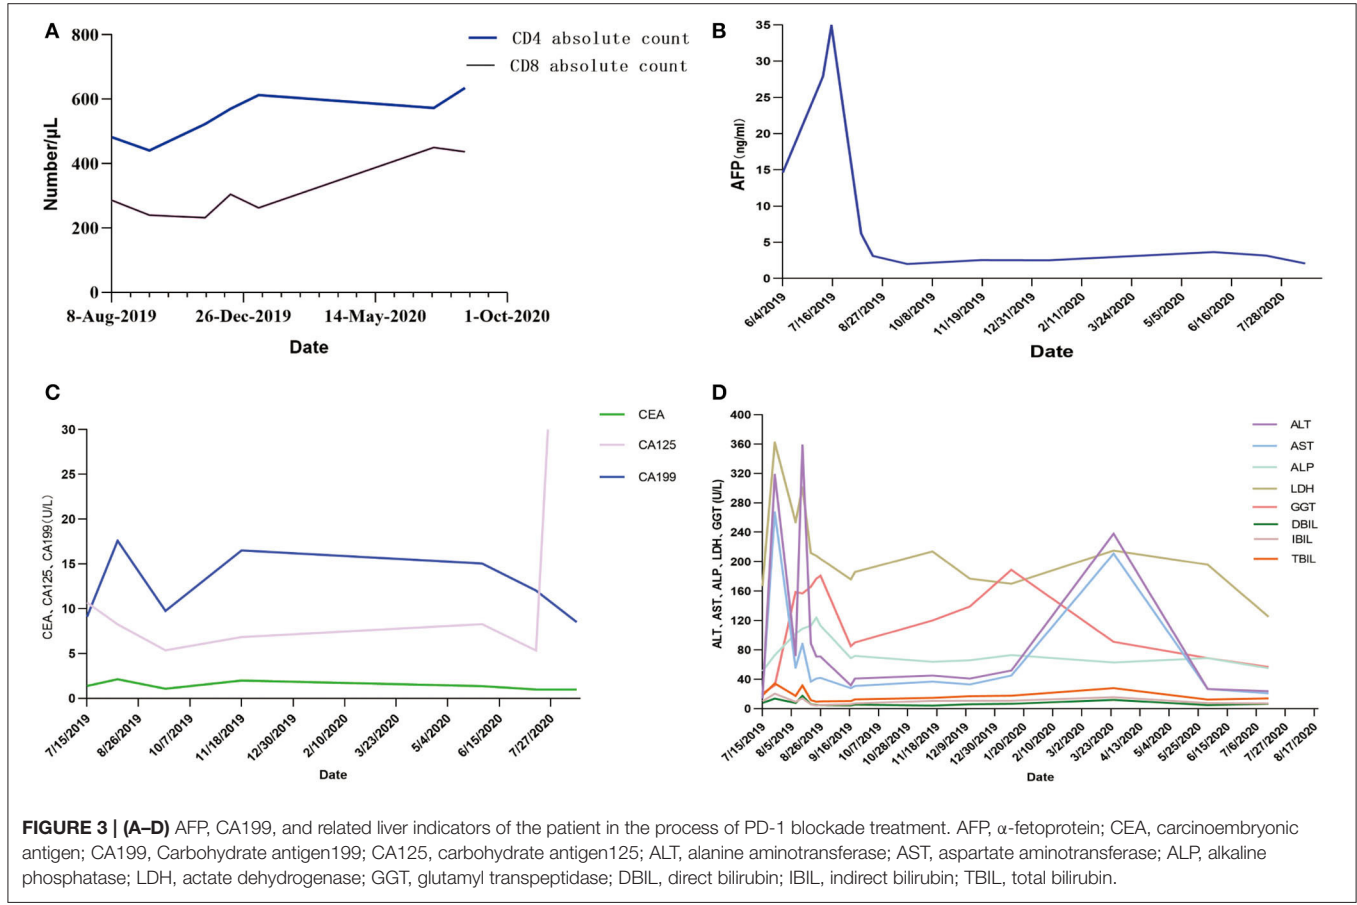 A
800
600
400
200
0
Number/µL
CD4 absolute count
CD8 absolute count
8-Aug-2019 26-Dec-2019 14-May-2020 1-Oct-2020
Date
B
35
30
25
20
15
10
5
0
AFP(ng/ml)
6/4/2019 7/16/2019 8/27/2019 10/8/2019 11/19/2019 12/31/2019 2/11/2020 3/24/2020 5/5/2020 6/16/2020 7/28/2020
Date
C
30
25
20
15
10
5
0
CEA、CA125、CA199(U/L)
CEA
CA125
CA199
7/15/2019 8/26/2019 10/7/2019 11/18/2019 12/30/2019 2/10/2020 3/23/2020 5/4/2020 6/15/2020 7/27/2020
Date
D
400
360
320
280
240
200
160
120
80
40
0
ALT、AST、ALP、LDH、GGT (U/L)
ALT
AST
ALP
LDH
GGT
DBIL
IBIL
TBIL
7/15/2019 8/5/2019 8/26/2019 9/16/2019 10/7/2019 10/28/2019 11/18/2019 12/9/2019 12/30/2019 1/20/2020 2/10/2020 3/2/2020 3/23/2020 4/13/2020 5/4/2020 5/25/2020 6/15/2020 7/6/2020 7/27/2020 8/17/2020
Date
FIGURE 3 | (A–D) AFP, CA199, and related liver indicators of the patient in the process of PD-1 blockade treatment. AFP, α-fetoprotein; CEA, carcinoembryonic
antigen; CA199, Carbohydrate antigen199; CA125, carbohydrate antigen125; ALT, alanine aminotransferase; AST, aspartate aminotransferase; ALP, alkaline
phosphatase; LDH, actate dehydrogenase; GGT, glutamyl transpeptidase; DBIL, direct bilirubin; IBIL, indirect bilirubin; TBIL, total bilirubin.